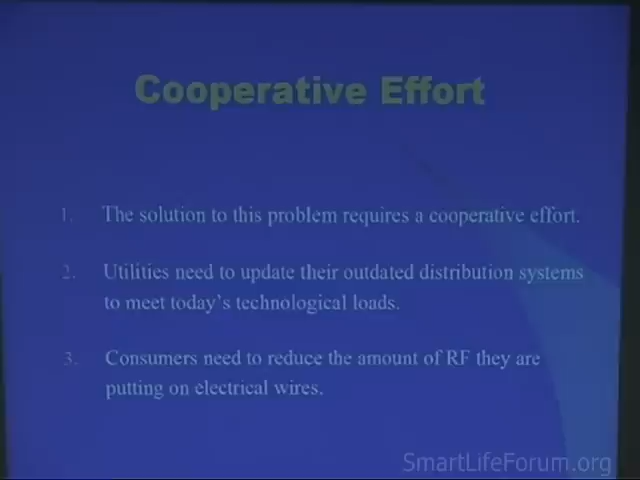 Cooperative Effort
1. The solution to this problem requires a cooperative effort.
2. Utilities need to update their outdated distribution systems
to meet today's technological loads.
3. Consumers need to reduce the amount of RF they are
putting on electrical wires.
SmartLifeForum.org